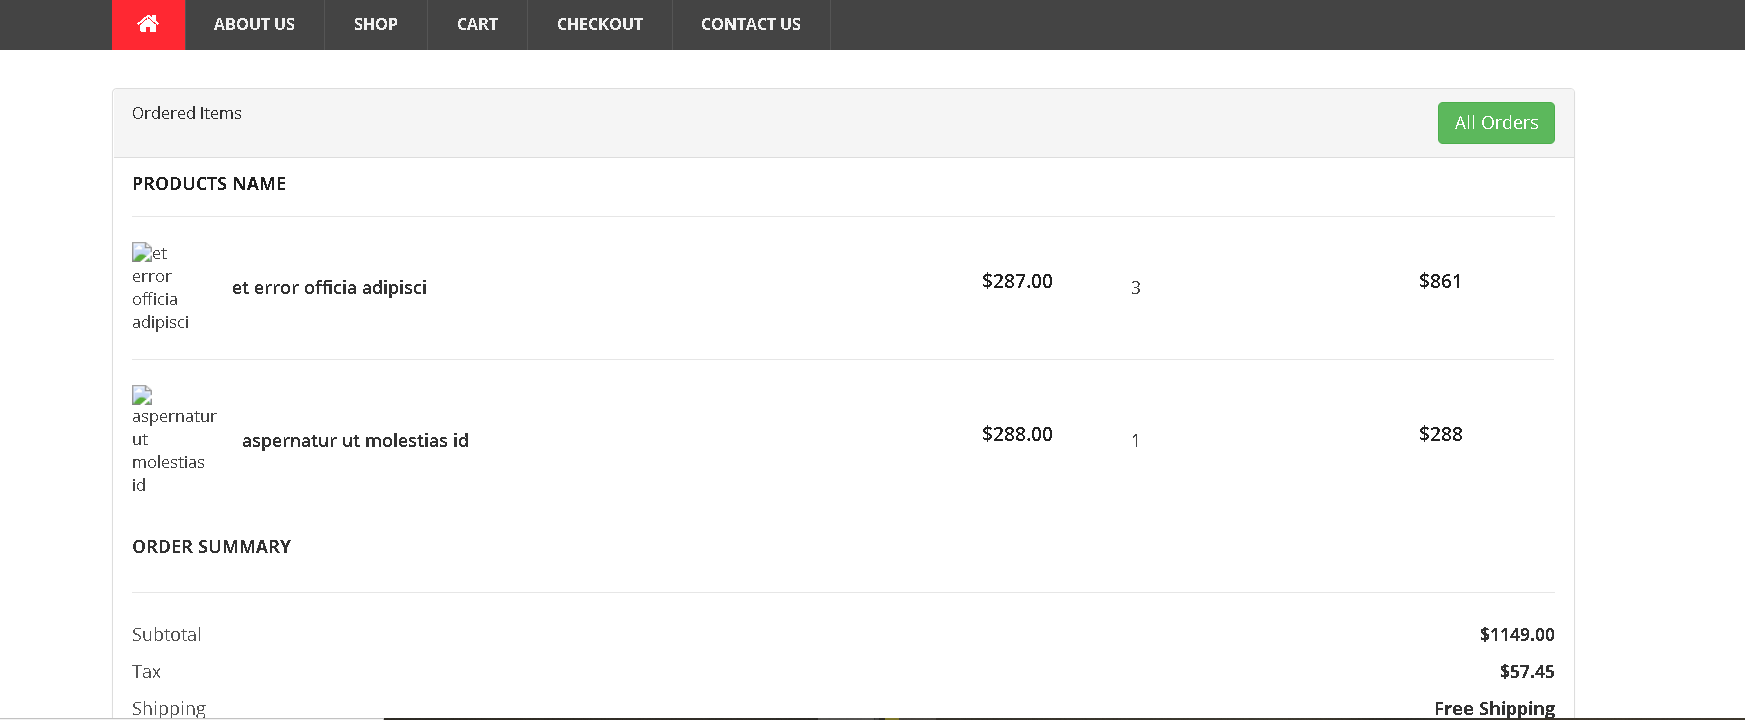 ABOUT US SHOP CART CHECKOUT CONTACT US
Ordered Items All Orders
PRODUCTS NAME
et
error
officia
adipisci
et error officia adipisci $287.00 3 $861
aspernatur
ut
molestias
id
aspernatur ut molestias id $288.00 1 $288
ORDER SUMMARY
Subtotal $1149.00
Tax $57.45
Shipping Free Shipping